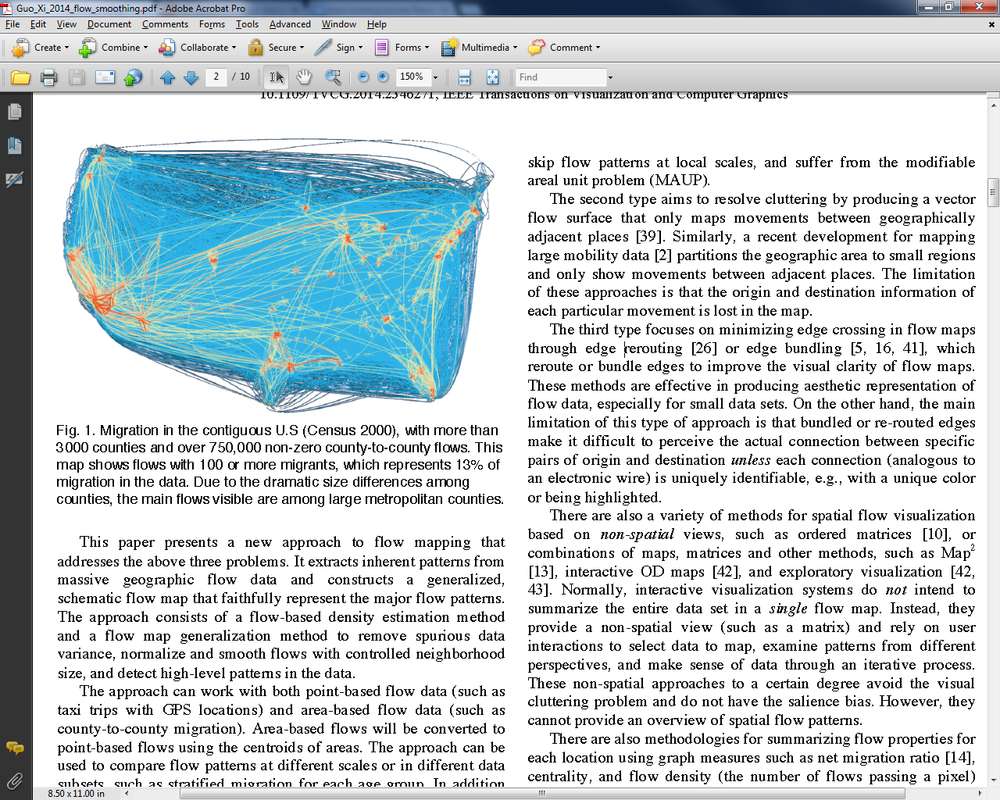 Guo_Xi_2014_flow_smoothing.pdf - Adobe Acrobat Pro
File Edit View Document Comments Forms Tools Advanced Window Help
Create Combine Collaborate Secure Sign Forms Multimedia Comment
2 / 10 150% Find
10.1109/TVCG.2014.2346271, IEEE Transactions on Visualization and Computer Graphics
Fig. 1. Migration in the contiguous U.S (Census 2000), with more than
3000 counties and over 750,000 non-zero county-to-county flows. This
map shows flows with 100 or more migrants, which represents 13% of
migration in the data. Due to the dramatic size differences among
counties, the main flows visible are among large metropolitan counties.
This paper presents a new approach to flow mapping that
addresses the above three problems. It extracts inherent patterns from
massive geographic flow data and constructs a generalized,
schematic flow map that faithfully represent the major flow patterns.
The approach consists of a flow-based density estimation method
and a flow map generalization method to remove spurious data
variance, normalize and smooth flows with controlled neighborhood
size, and detect high-level patterns in the data.
The approach can work with both point-based flow data (such as
taxi trips with GPS locations) and area-based flow data (such as
county-to-county migration). Area-based flows will be converted to
point-based flows using the centroids of areas. The approach can be
used to compare flow patterns at different scales or in different data
subsets, such as stratified migration for each age group. In addition
skip flow patterns at local scales, and suffer from the modifiable
areal unit problem (MAUP).
The second type aims to resolve cluttering by producing a vector
flow surface that only maps movements between geographically
adjacent places [39]. Similarly, a recent development for mapping
large mobility data [2] partitions the geographic area to small regions
and only show movements between adjacent places. The limitation
of these approaches is that the origin and destination information of
each particular movement is lost in the map.
The third type focuses on minimizing edge crossing in flow maps
through edge rerouting [26] or edge bundling [5, 16, 41], which
reroute or bundle edges to improve the visual clarity of flow maps.
These methods are effective in producing aesthetic representation of
flow data, especially for small data sets. On the other hand, the main
limitation of this type of approach is that bundled or re-routed edges
make it difficult to perceive the actual connection between specific
pairs of origin and destination unless each connection (analogous to
an electronic wire) is uniquely identifiable, e.g., with a unique color
or being highlighted.
There are also a variety of methods for spatial flow visualization
based on non-spatial views, such as ordered matrices [10], or
combinations of maps, matrices and other methods, such as Map²
[13], interactive OD maps [42], and exploratory visualization [42,
43]. Normally, interactive visualization systems do not intend to
summarize the entire data set in a single flow map. Instead, they
provide a non-spatial view (such as a matrix) and rely on user
interactions to select data to map, examine patterns from different
perspectives, and make sense of data through an iterative process.
These non-spatial approaches to a certain degree avoid the visual
cluttering problem and do not have the salience bias. However, they
cannot provide an overview of spatial flow patterns.
There are also methodologies for summarizing flow properties for
each location using graph measures such as net migration ratio [14],
centrality, and flow density (the number of flows passing a pixel)
8.50 x 11.00 in